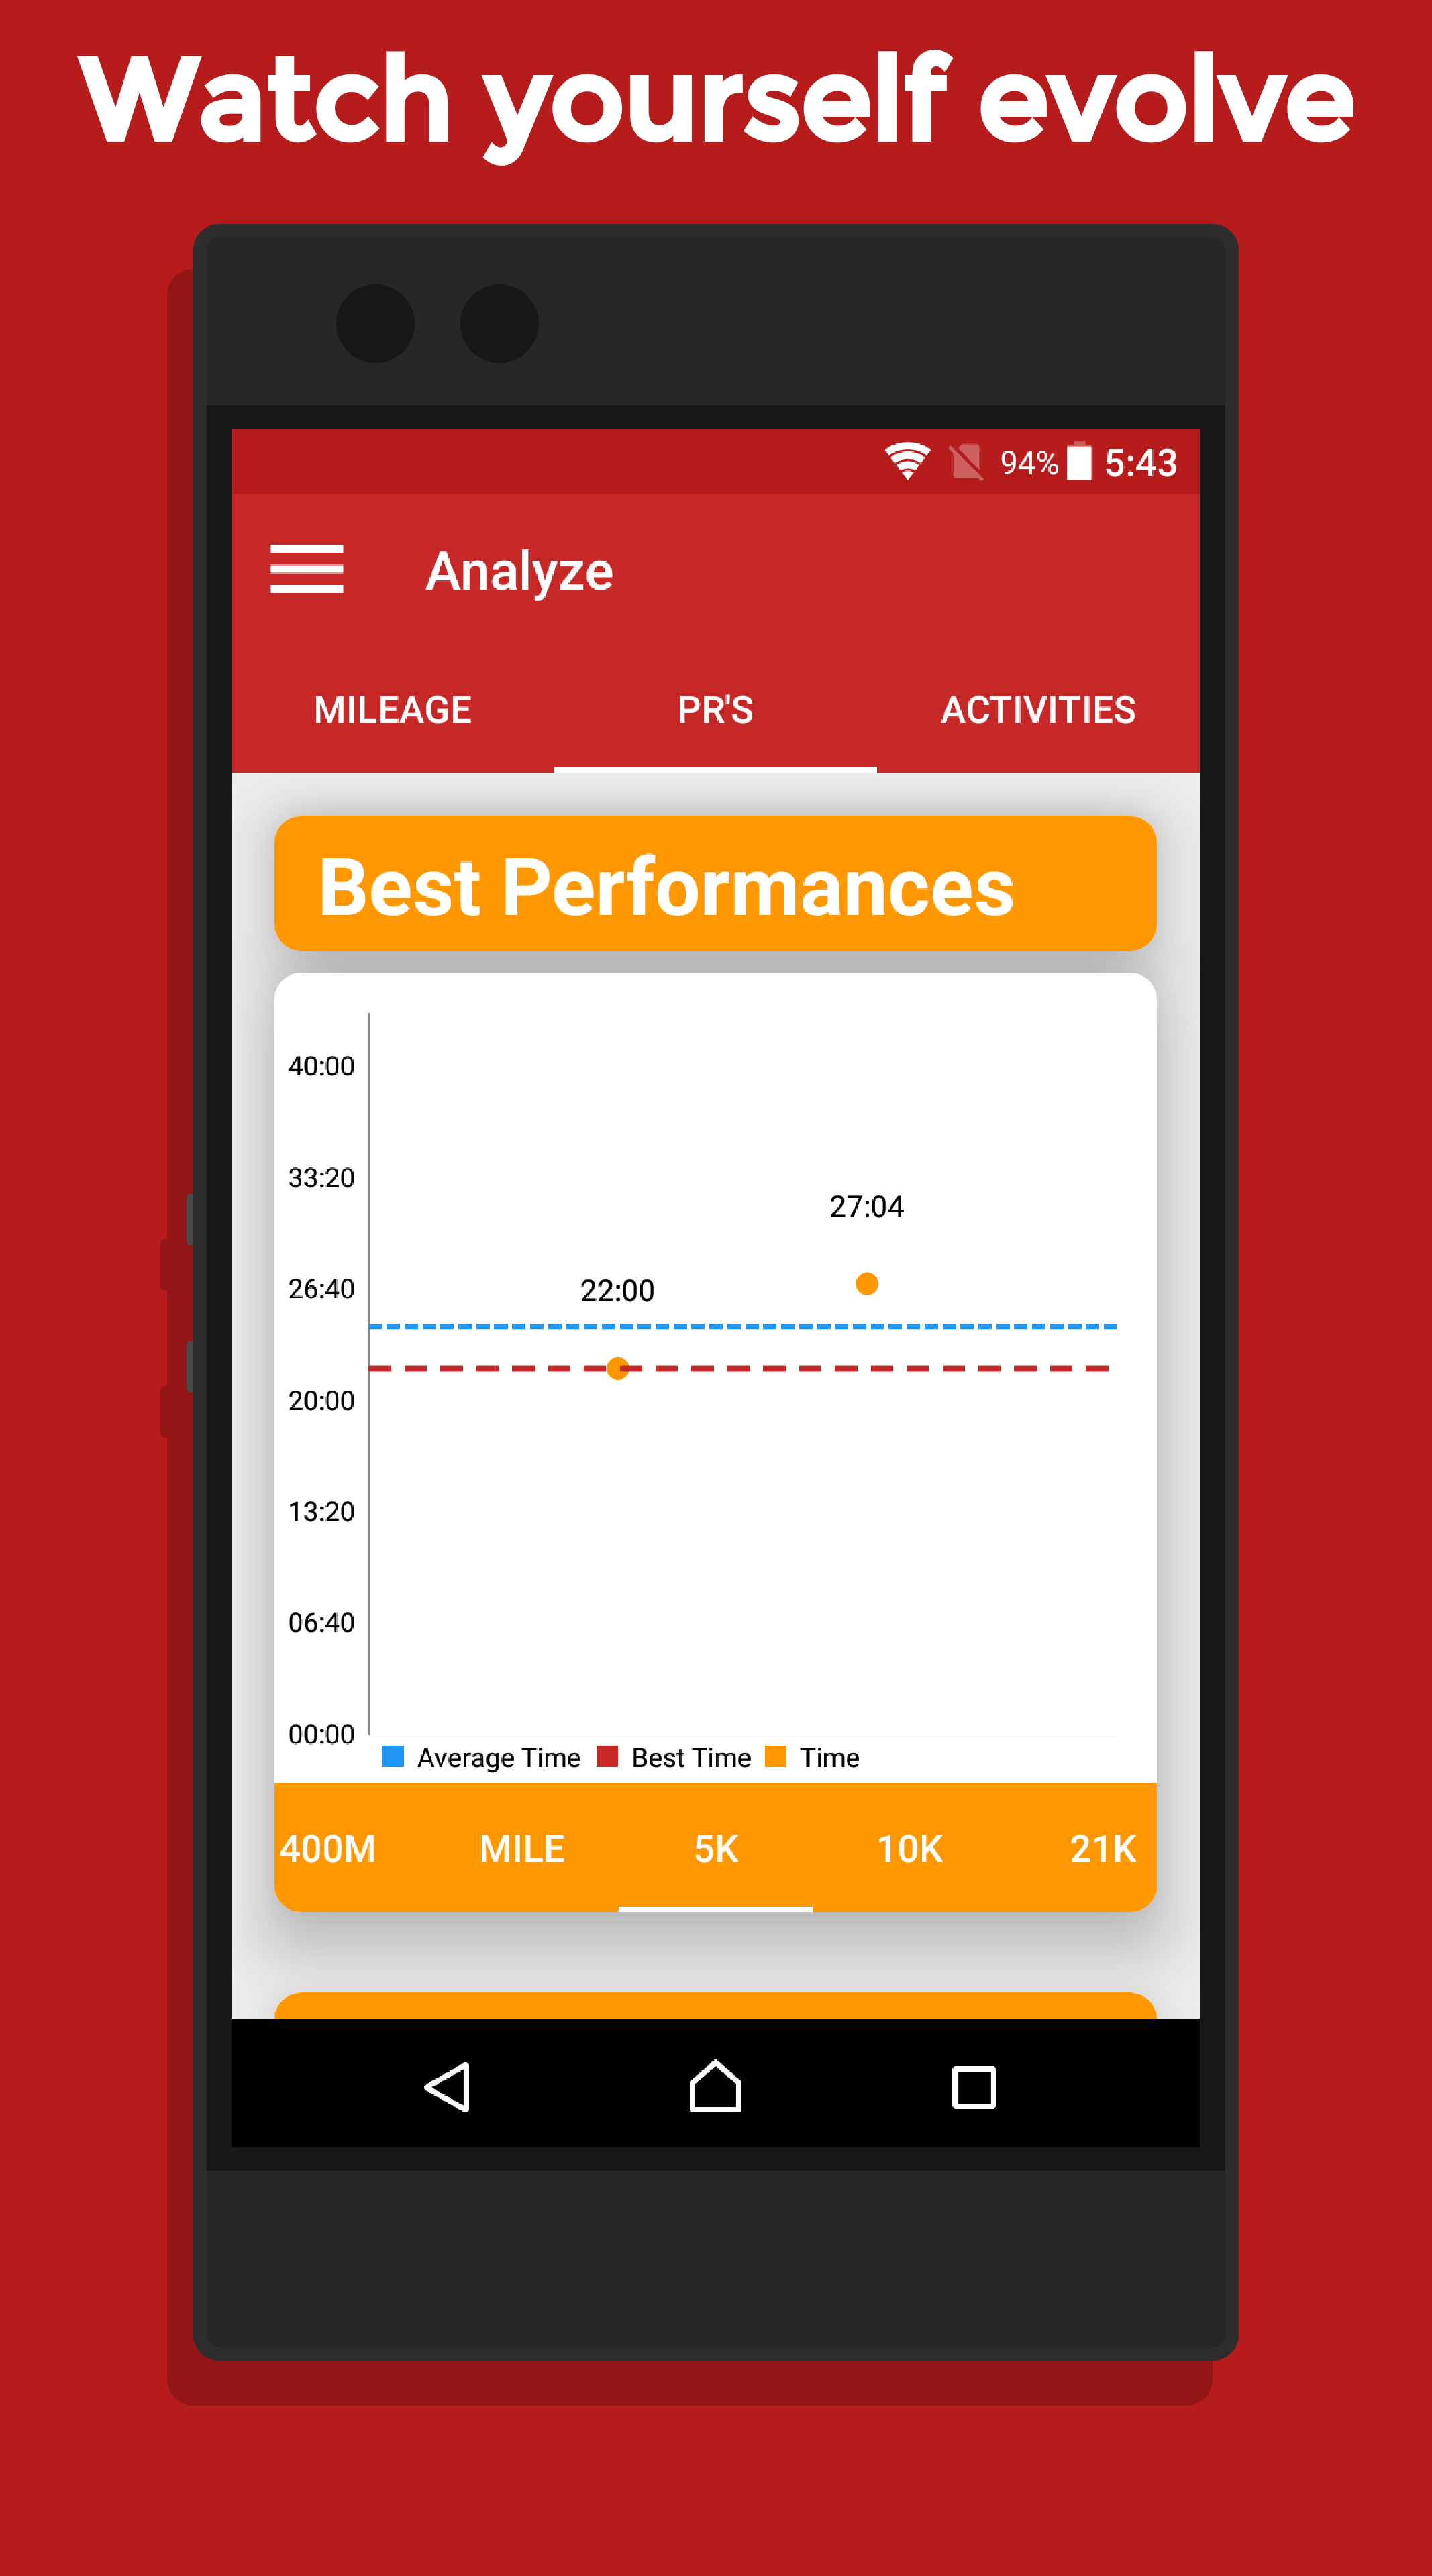 Watch yourself evolve
94% 5:43
Analyze
MILEAGE PR'S ACTIVITIES
Best Performances
40:00
33:20
27:04
26:40
22:00
20:00
13:20
06:40
00:00
Average Time Best Time Time
400M MILE 5K 10K 21K